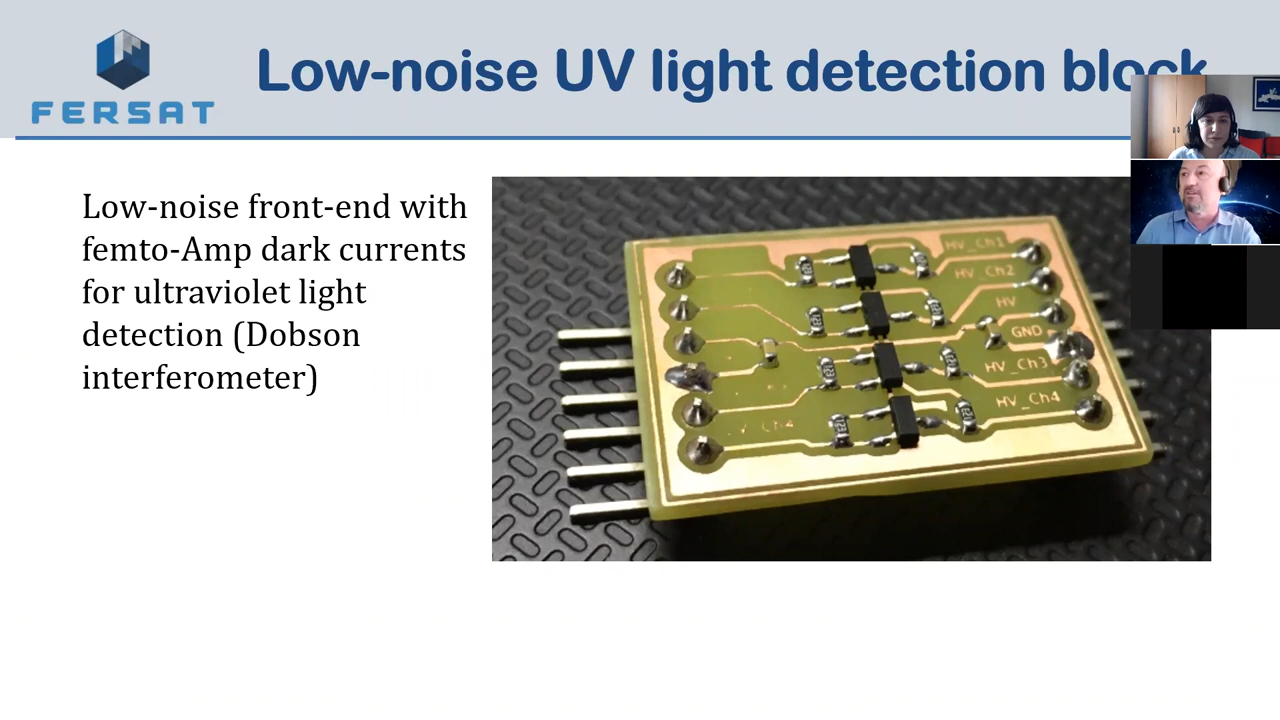 Low-noise UV light detection block
FERSAT
Low-noise front-end with
femto-Amp dark currents
for ultraviolet light
detection (Dobson
interferometer)
HV_Ch1
HV_Ch2
HV
GND
HV_Ch3
HV_Ch4